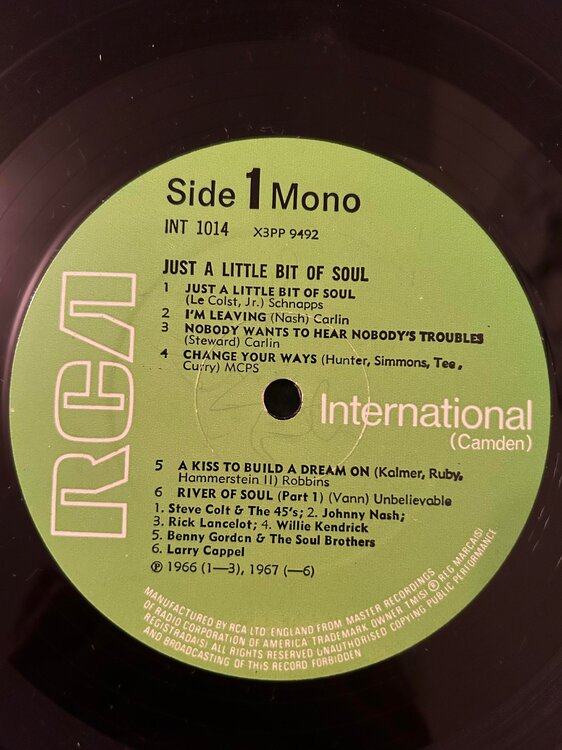 Side 1 Mono
INT 1014 X3PP 9492
JUST A LITTLE BIT OF SOUL
1 JUST A LITTLE BIT OF SOUL
(Le Colst, Jr.) Schnapps
2 I'M LEAVING (Nash) Carlin
3 NOBODY WANTS TO HEAR NOBODY'S TROUBLES
(Steward) Carlin
4 CHANGE YOUR WAYS (Hunter, Simmons, Tee,
Curry) MCPS
RCA
International
(Camden)
5 A KISS TO BUILD A DREAM ON (Kalmer, Ruby,
Hammerstein II) Robbins
6 RIVER OF SOUL (Part 1) (Vann) Unbelievable
1. Steve Colt & The 45's; 2. Johnny Nash;
3. Rick Lancelot; 4. Willie Kendrick
5. Benny Gordon & The Soul Brothers
6. Larry Cappel
℗ 1966 (1—3), 1967 (—6)
MANUFACTURED BY RCA LTD. ENGLAND FROM MASTER RECORDINGS
OF RADIO CORPORATION OF AMERICA TRADEMARK OWNER TM(S) ® REG MARCA(S)
REGISTRADA(S) ALL RIGHTS RESERVED UNAUTHORISED COPYING PUBLIC PERFORMANCE
AND BROADCASTING OF THIS RECORD FORBIDDEN